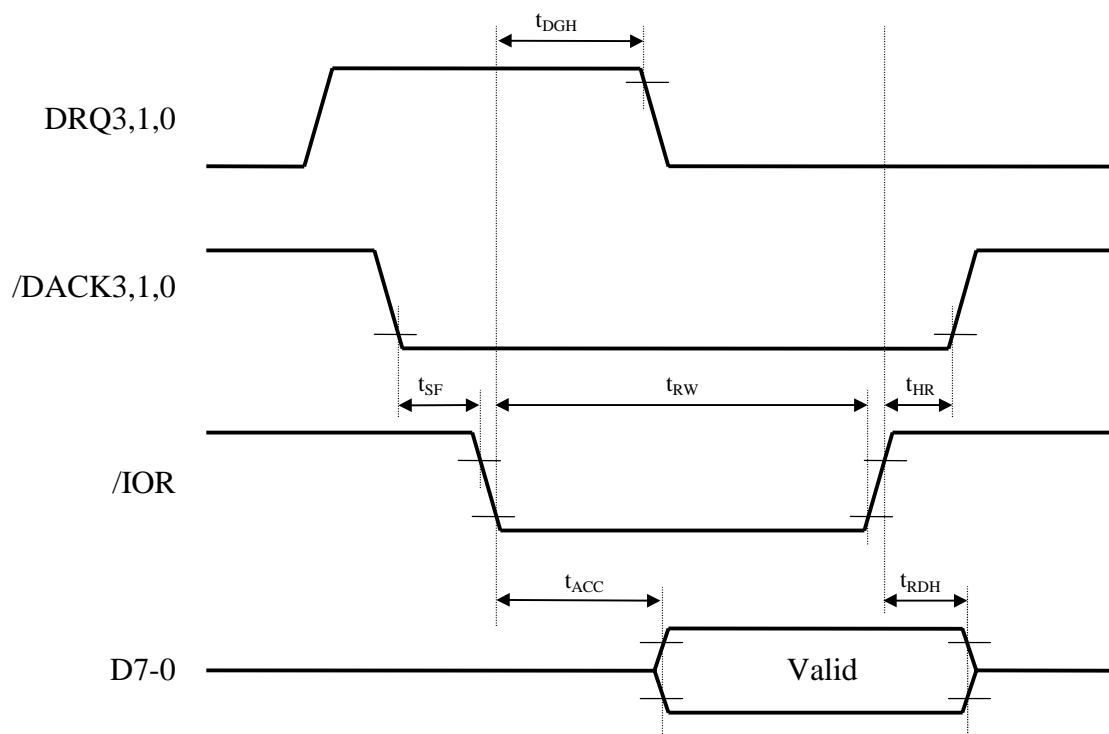 tDGH
DRQ3,1,0
/DACK3,1,0
tSF
tRW
tHR
/IOR
tACC
tRDH
D7-0
Valid